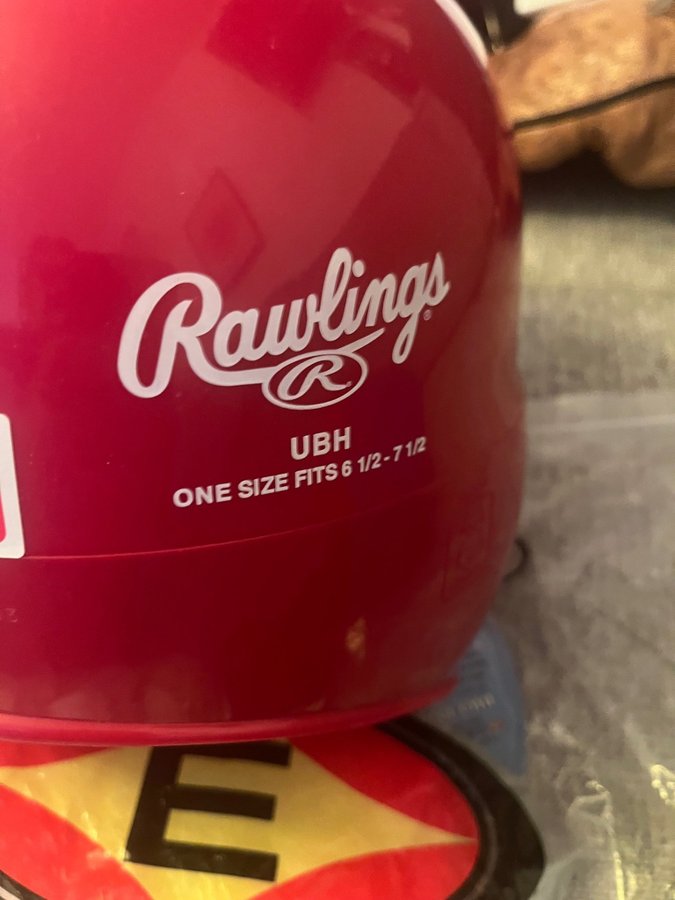 Rawlings®
R®
UBH
ONE SIZE FITS 6 1/2 - 7 1/2
E